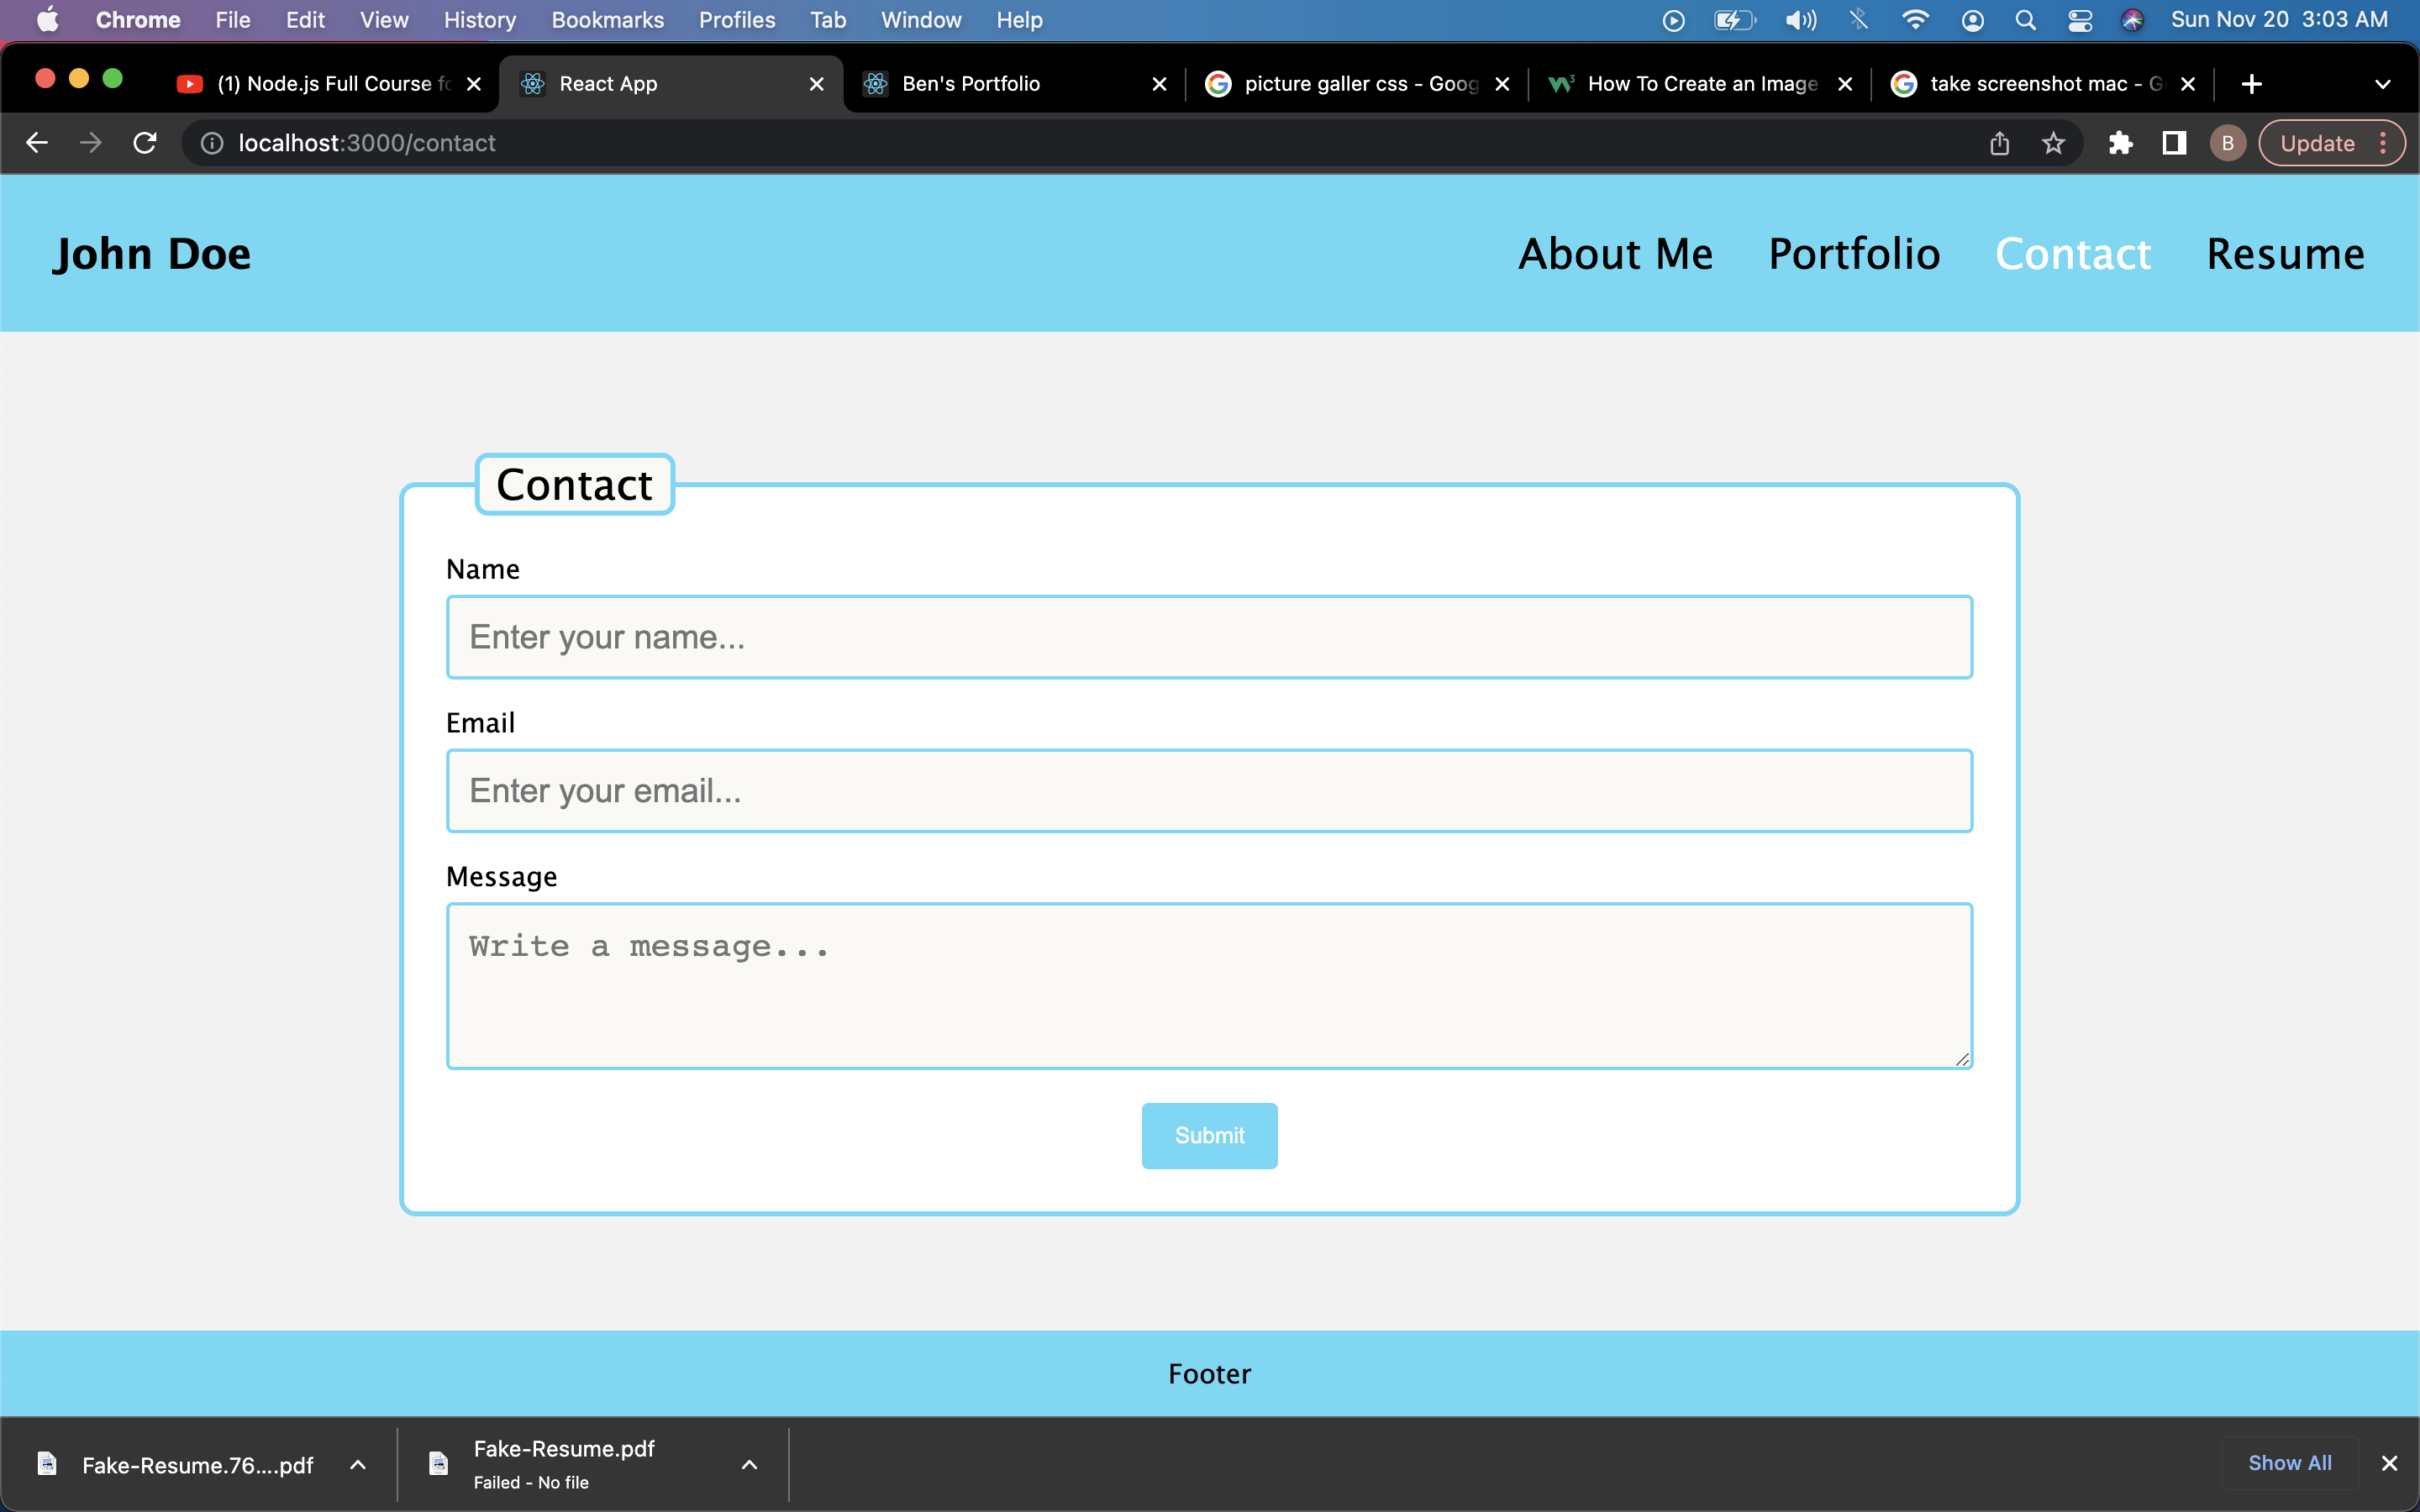 Chrome File Edit View History Bookmarks Profiles Tab Window Help Sun Nov 20 3:03 AM
(1) Node.js Full Course fo React App Ben's Portfolio picture galler css - Goog How To Create an Image take screenshot mac - G
localhost:3000/contact B Update
John Doe About Me Portfolio Contact Resume
Contact
Name
Enter your name...
Email
Enter your email...
Message
Write a message...
Submit
Footer
Fake-Resume.76....pdf
Fake-Resume.pdf
Failed - No file
Show All